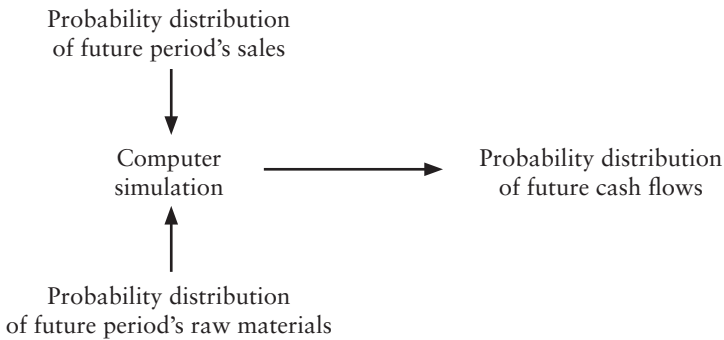 Probability distribution
of future period's sales
Computer
simulation
Probability distribution
of future cash flows
Probability distribution
of future period's raw materials